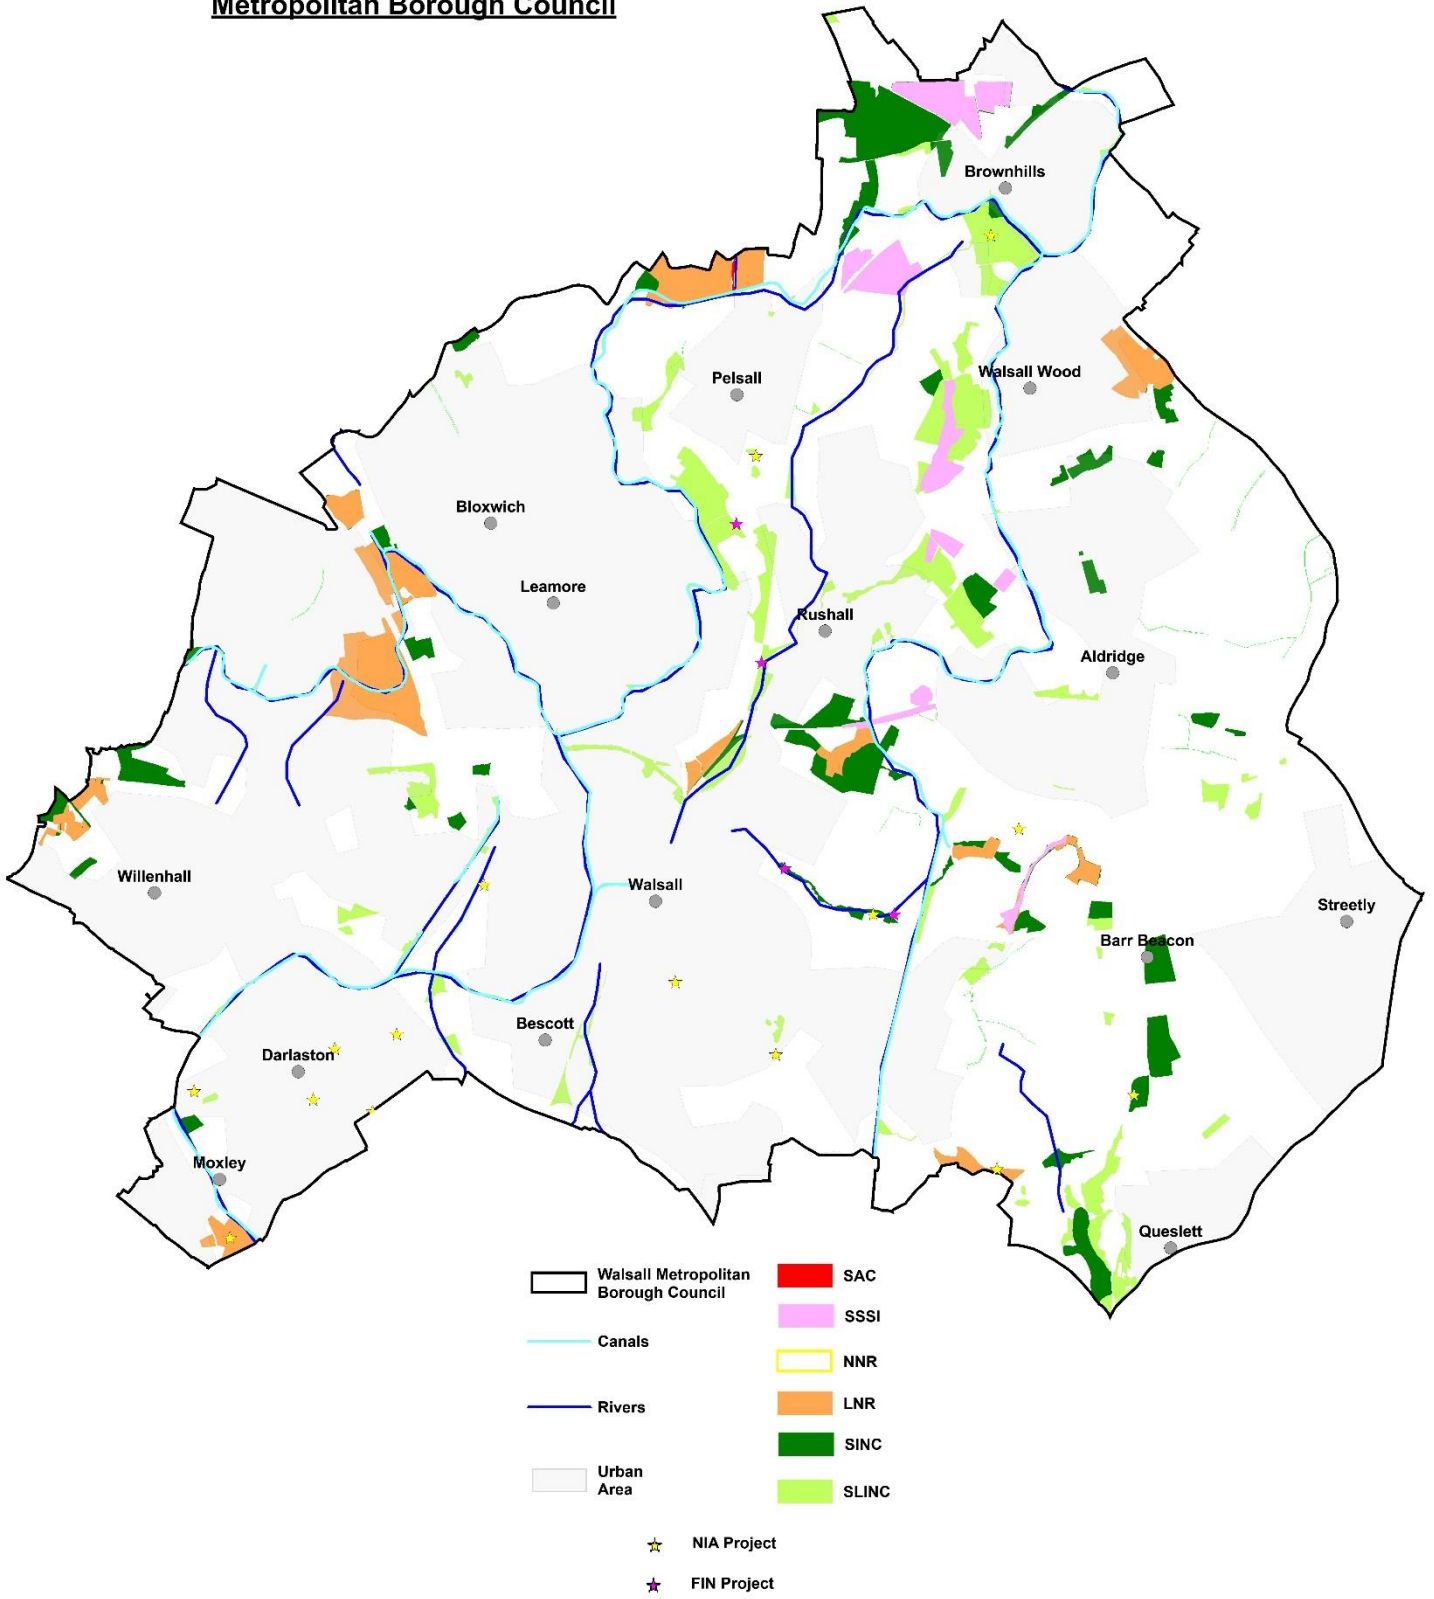 Metropolitan Borough Council
Brownhills
Pelsall
Walsall Wood
Bloxwich
Leamore
Rushall
Aldridge
Willenhall
Walsall
Streetly
Barr Beacon
Bescott
Darlaston
Moxley
Queslett
Walsall Metropolitan
Borough Council
Canals
Rivers
Urban
Area
SAC
SSSI
NNR
LNR
SINC
SLINC
NIA Project
FIN Project